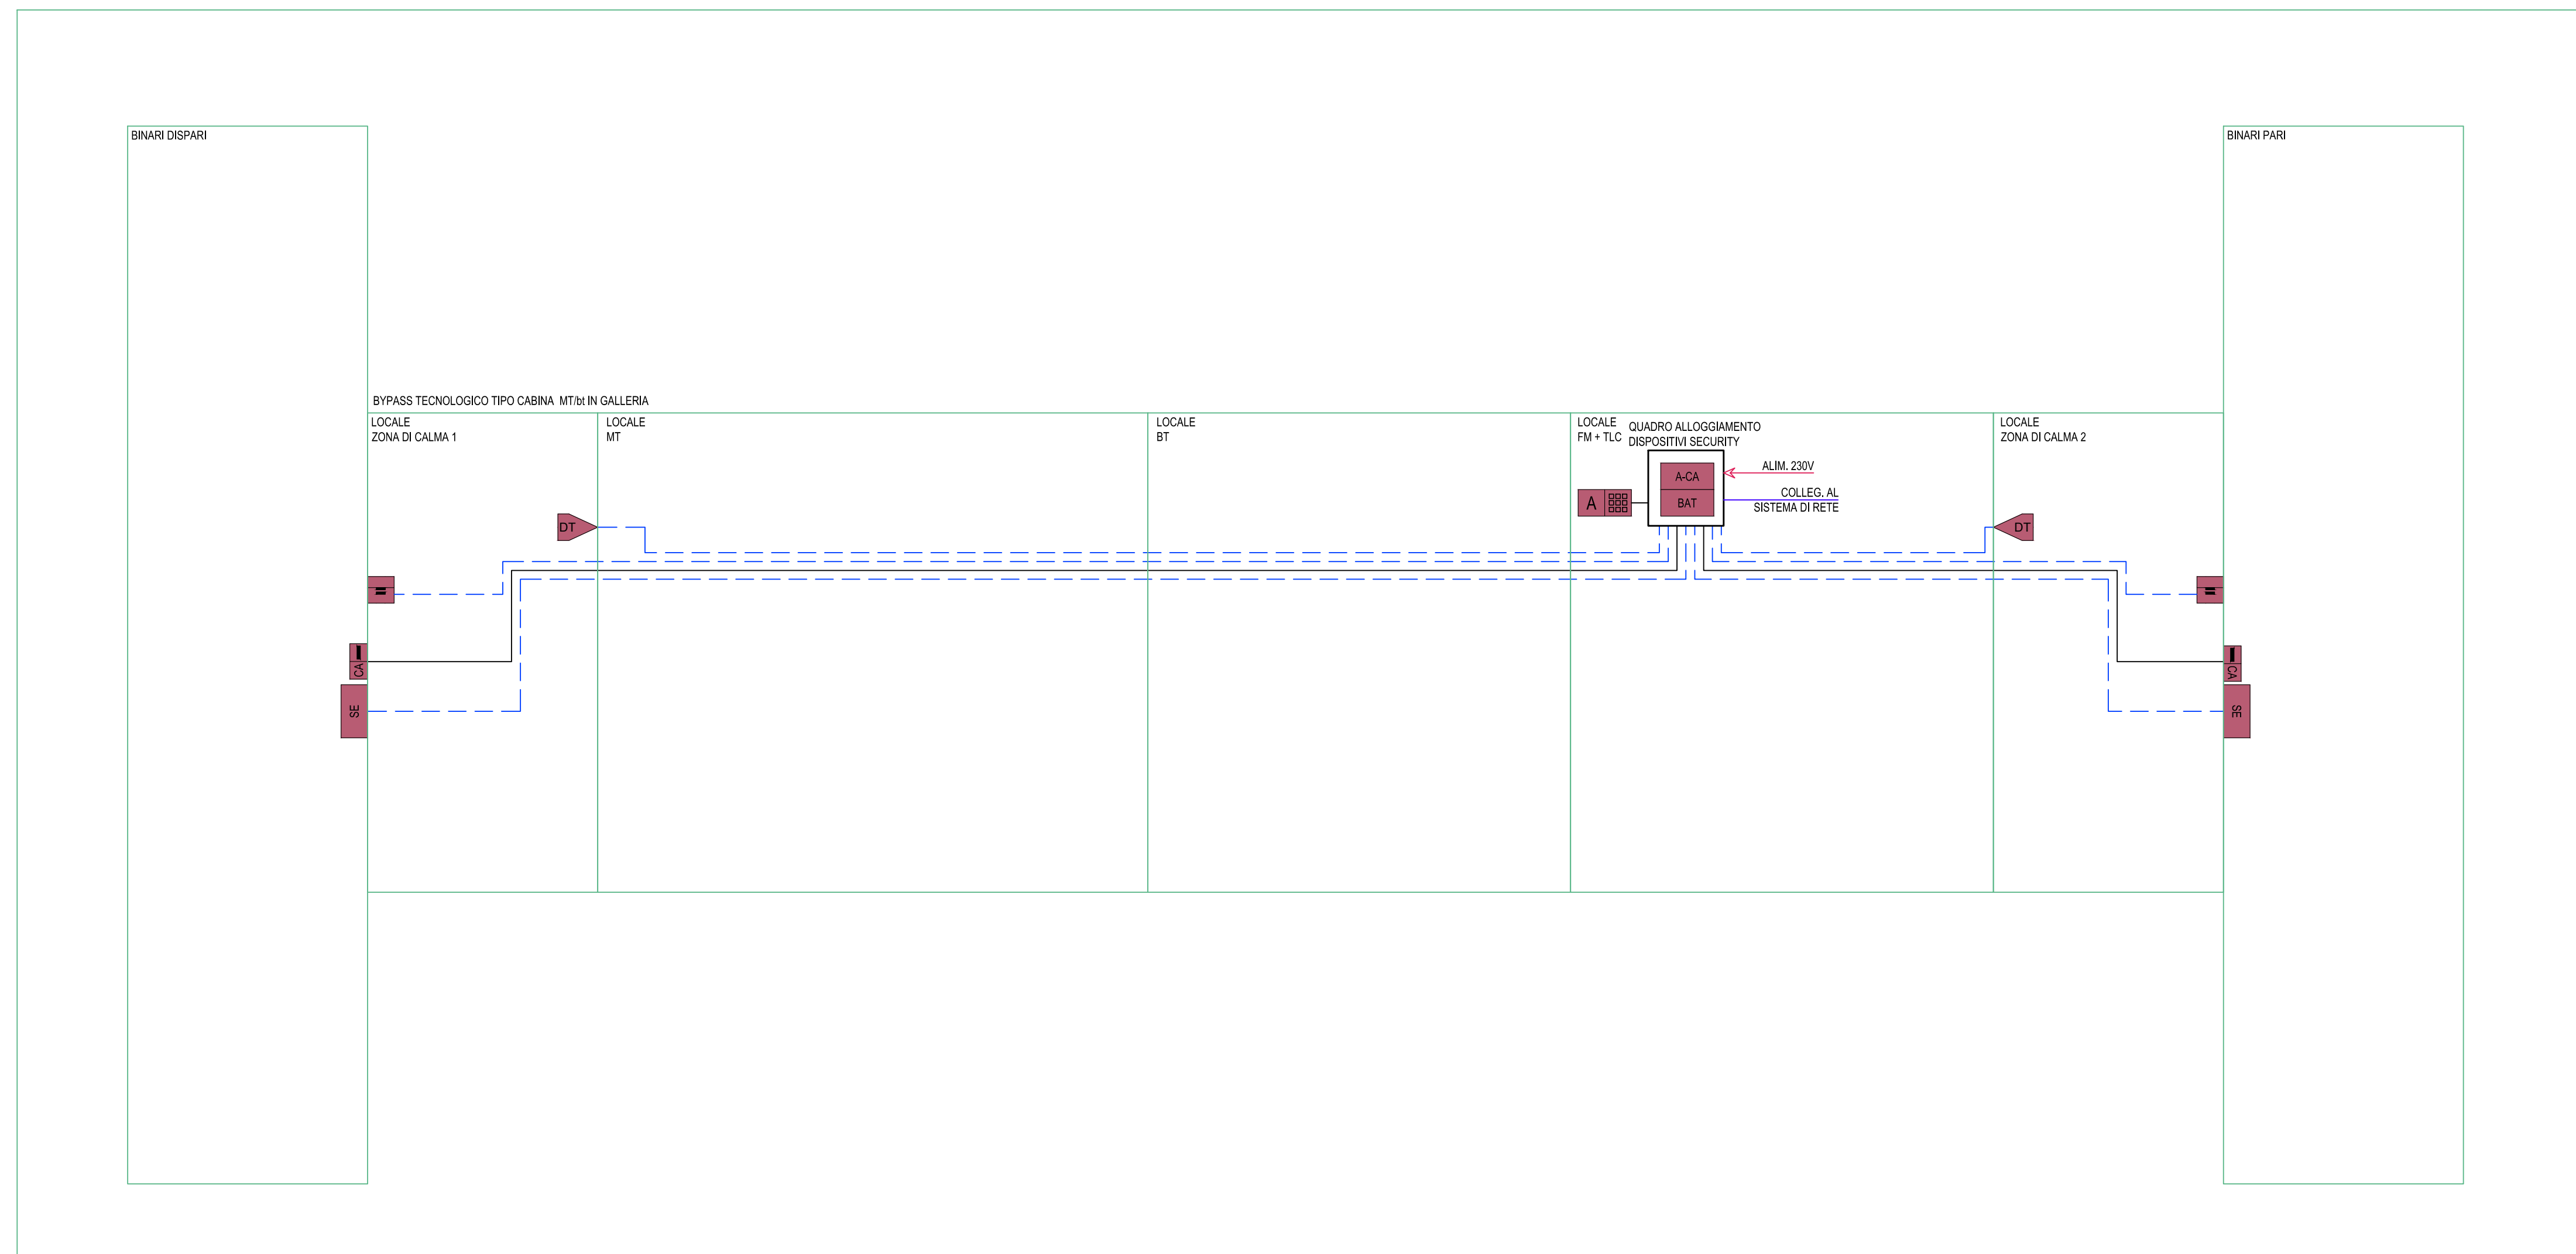 BINARI DISPARI
BINARI PARI
BYPASS TECNOLOGICO TIPO CABINA MT/bt IN GALLERIA
LOCALE
ZONA DI CALMA 1
LOCALE
MT
LOCALE
BT
LOCALE
FM + TLC
QUADRO ALLOGGIAMENTO
DISPOSITIVI SECURITY
LOCALE
ZONA DI CALMA 2
A-CA
BAT
A
ALIM. 230V
COLLEG. AL
SISTEMA DI RETE
DT
DT
CA
SE
CA
SE